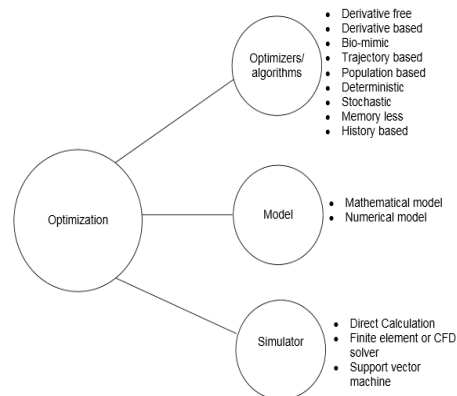 Optimization
Optimizers/
algorithms
• Derivative free
• Derivative based
• Bio-mimic
• Trajectory based
• Population based
• Deterministic
• Stochastic
• Memory less
• History based
Model
• Mathematical model
• Numerical model
Simulator
• Direct Calculation
• Finite element or CFD
solver
• Support vector
machine